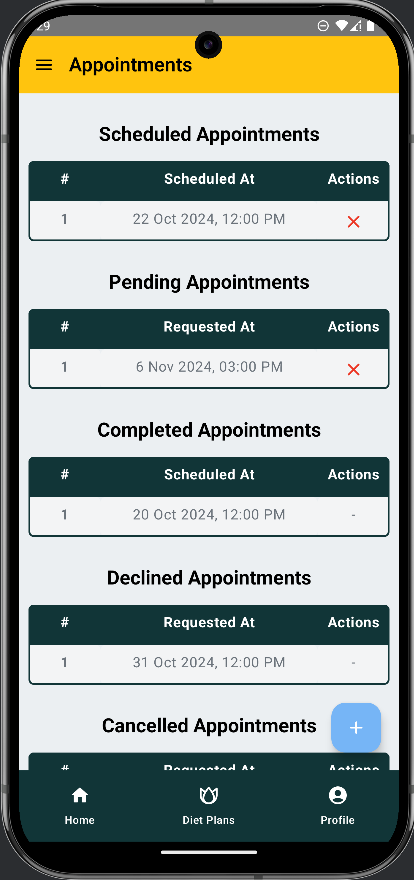 :29
Appointments
Scheduled Appointments
# Scheduled At Actions
1 22 Oct 2024, 12:00 PM
Pending Appointments
# Requested At Actions
1 6 Nov 2024, 03:00 PM
Completed Appointments
# Scheduled At Actions
1 20 Oct 2024, 12:00 PM -
Declined Appointments
# Requested At Actions
1 31 Oct 2024, 12:00 PM -
Cancelled Appointments
+
# Requested At Actions
Home Diet Plans Profile